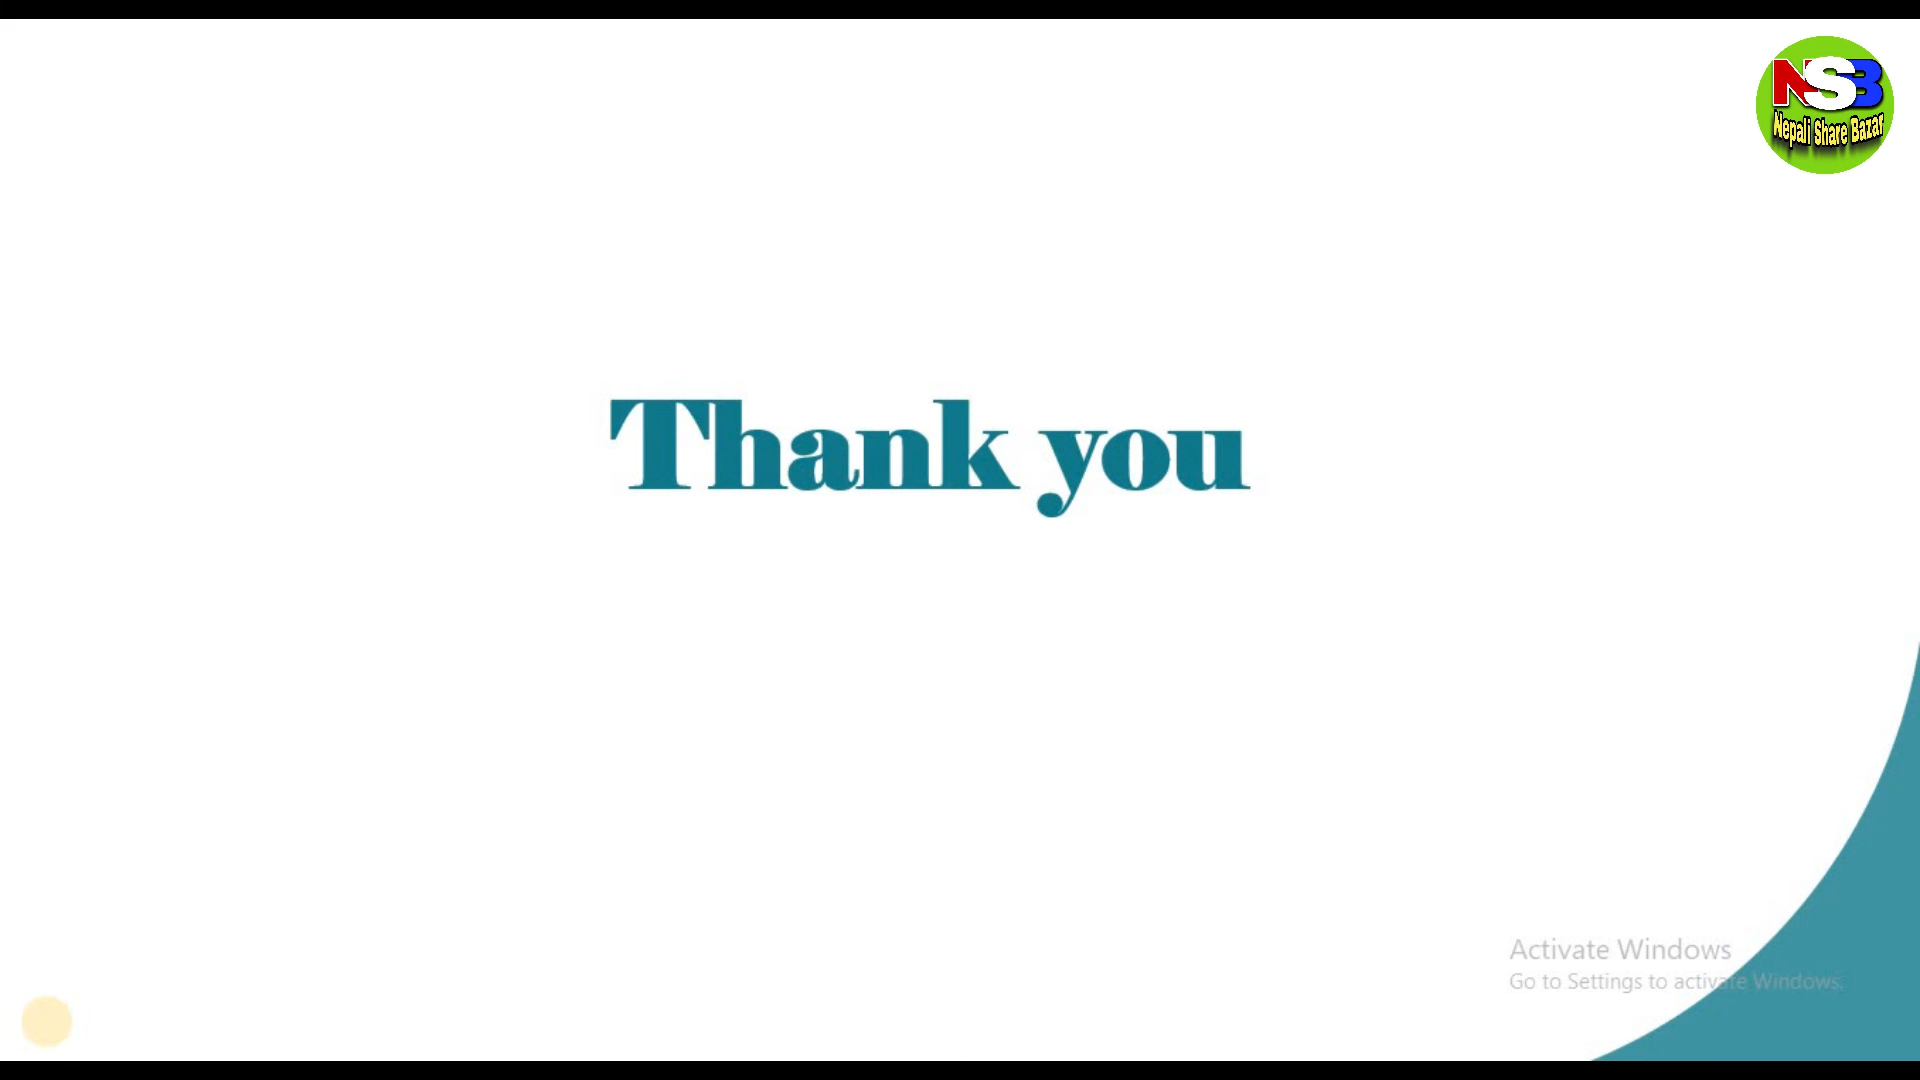 NSB
Nepali Share Bazar
Thank you
Activate Windows
Go to Settings to activate Windows.